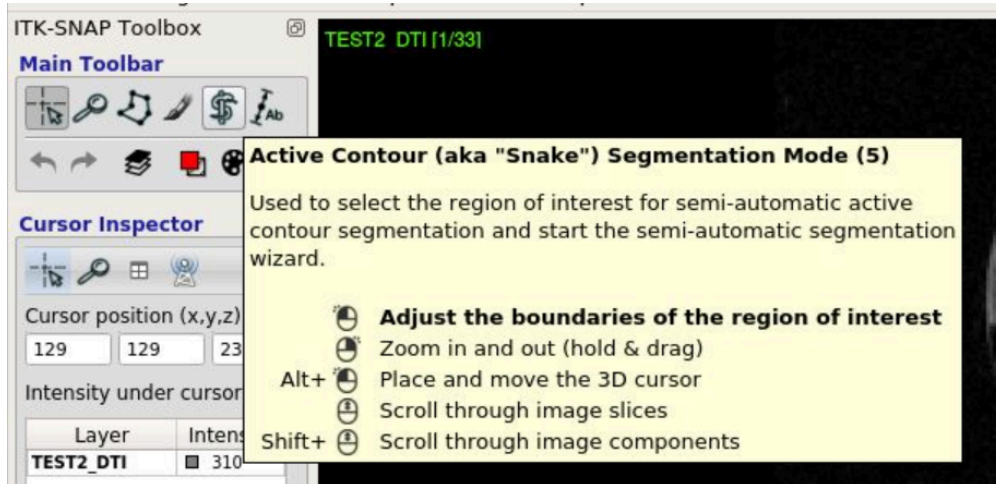 ITK-SNAP Toolbox
TEST2 DTI [1/33]
Main Toolbar
Ab
Active Contour (aka "Snake") Segmentation Mode (5)
Used to select the region of interest for semi-automatic active
contour segmentation and start the semi-automatic segmentation
wizard.
Cursor Inspector
Cursor position (x,y,z)
129 129 23
Intensity under cursor
Layer Intens
TEST2_DTI 310
Adjust the boundaries of the region of interest
Zoom in and out (hold & drag)
Alt+ Place and move the 3D cursor
Scroll through image slices
Shift+ Scroll through image components